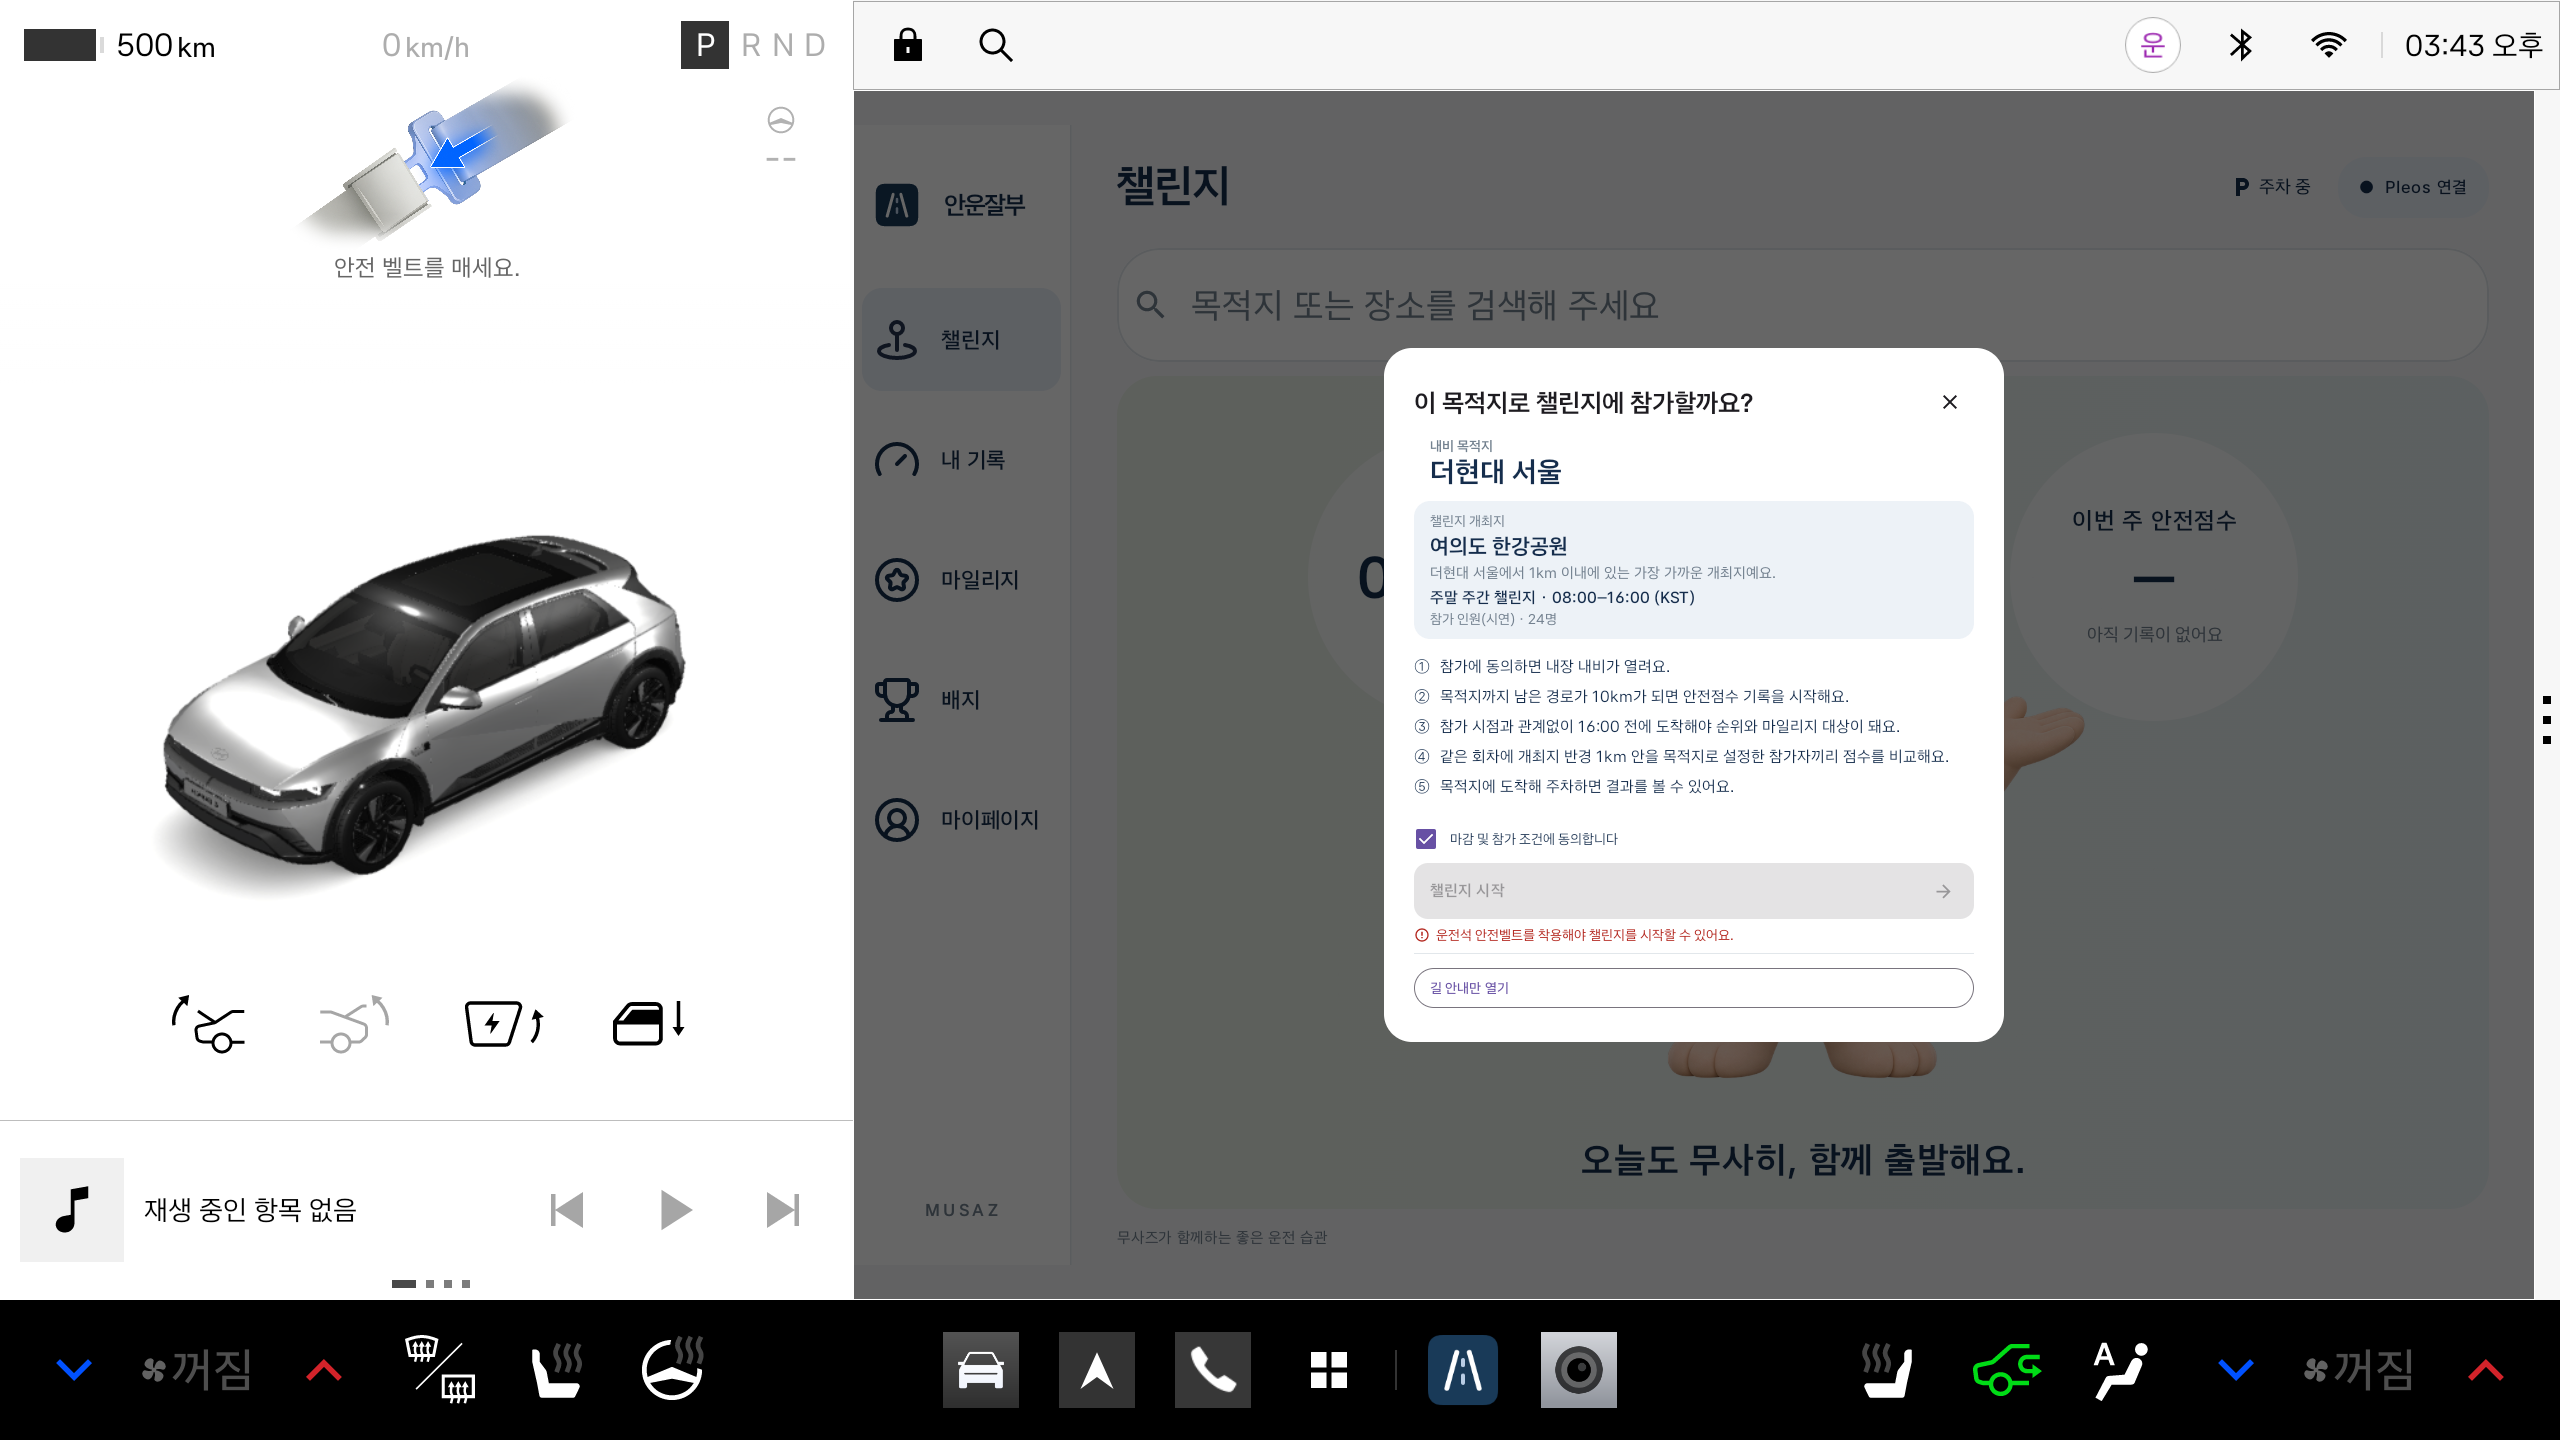 500 km
0 km/h
P R N D
안전 벨트를 매세요.
재생 중인 항목 없음
운
03:43 오후
안운잘부
챌린지
내 기록
마일리지
배지
마이페이지
MUSAZ
챌린지
P 주차 중
Pleos 연결
목적지 또는 장소를 검색해 주세요
0
이번 주 안전점수
아직 기록이 없어요
이 목적지로 챌린지에 참가할까요?
내비 목적지
더현대 서울
챌린지 개최지
여의도 한강공원
더현대 서울에서 1km 이내에 있는 가장 가까운 개최지예요.
주말 주간 챌린지 · 08:00–16:00 (KST)
참가 인원(시연) · 24명
① 참가에 동의하면 내장 내비가 열려요.
② 목적지까지 남은 경로가 10km가 되면 안전점수 기록을 시작해요.
③ 참가 시점과 관계없이 16:00 전에 도착해야 순위와 마일리지 대상이 돼요.
④ 같은 회차에 개최지 반경 1km 안을 목적지로 설정한 참가자끼리 점수를 비교해요.
⑤ 목적지에 도착해 주차하면 결과를 볼 수 있어요.
마감 및 참가 조건에 동의합니다
챌린지 시작
운전석 안전벨트를 착용해야 챌린지를 시작할 수 있어요.
길 안내만 열기
오늘도 무사히, 함께 출발해요.
무사즈가 함께하는 좋은 운전 습관
꺼짐
A
꺼짐